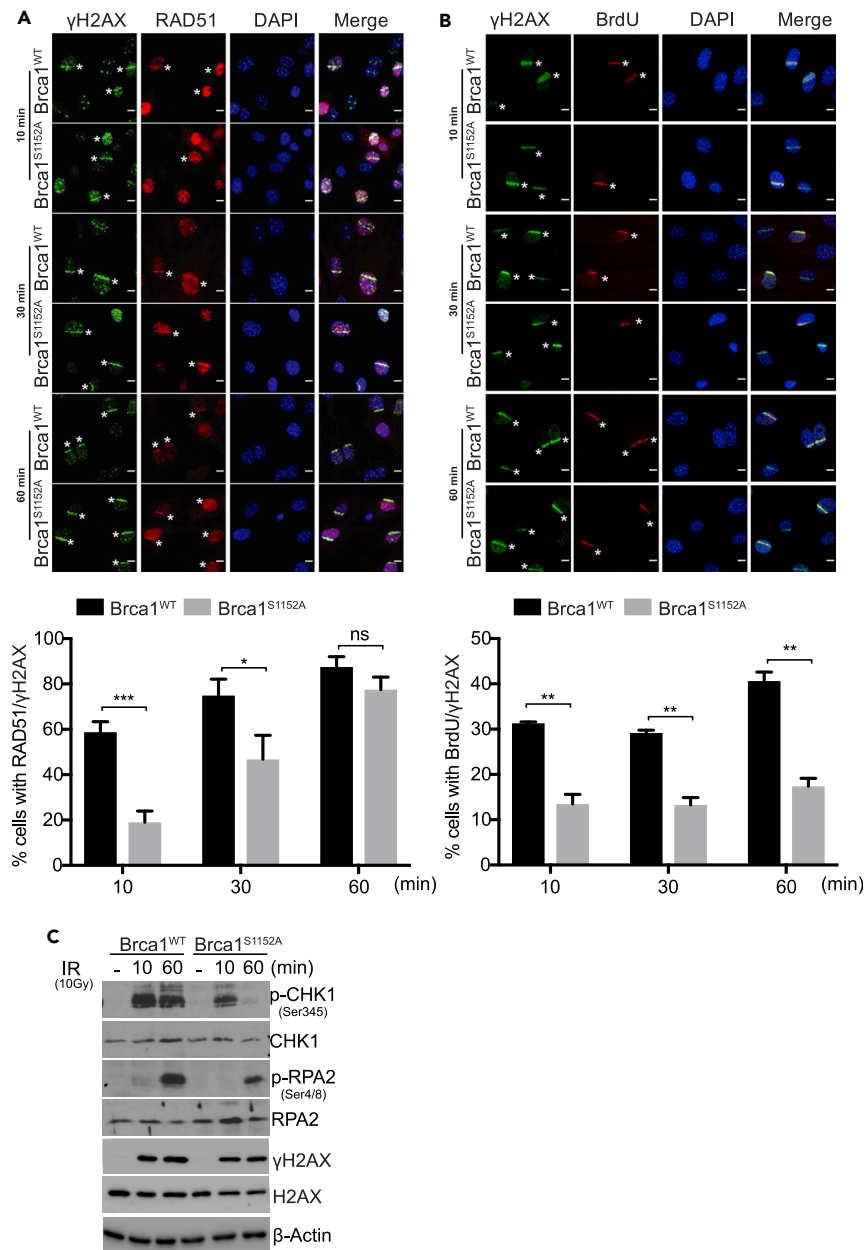 A
γH2AX RAD51 DAPI Merge
10 min
Brca1WT
Brca1S1152A
30 min
Brca1WT
Brca1S1152A
60 min
Brca1WT
Brca1S1152A
Brca1WT Brca1S1152A
% cells with RAD51/γH2AX
100
80
60
40
20
0
***
*
ns
10 30 60 (min)
B
γH2AX BrdU DAPI Merge
10 min
Brca1WT
Brca1S1152A
30 min
Brca1WT
Brca1S1152A
60 min
Brca1WT
Brca1S1152A
Brca1WT Brca1S1152A
% cells with BrdU/γH2AX
50
40
30
20
10
0
**
**
**
10 30 60 (min)
C
Brca1WT Brca1S1152A
IR - 10 60 - 10 60 (min)
(10Gy)
p-CHK1
(Ser345)
CHK1
p-RPA2
(Ser4/8)
RPA2
γH2AX
H2AX
β-Actin